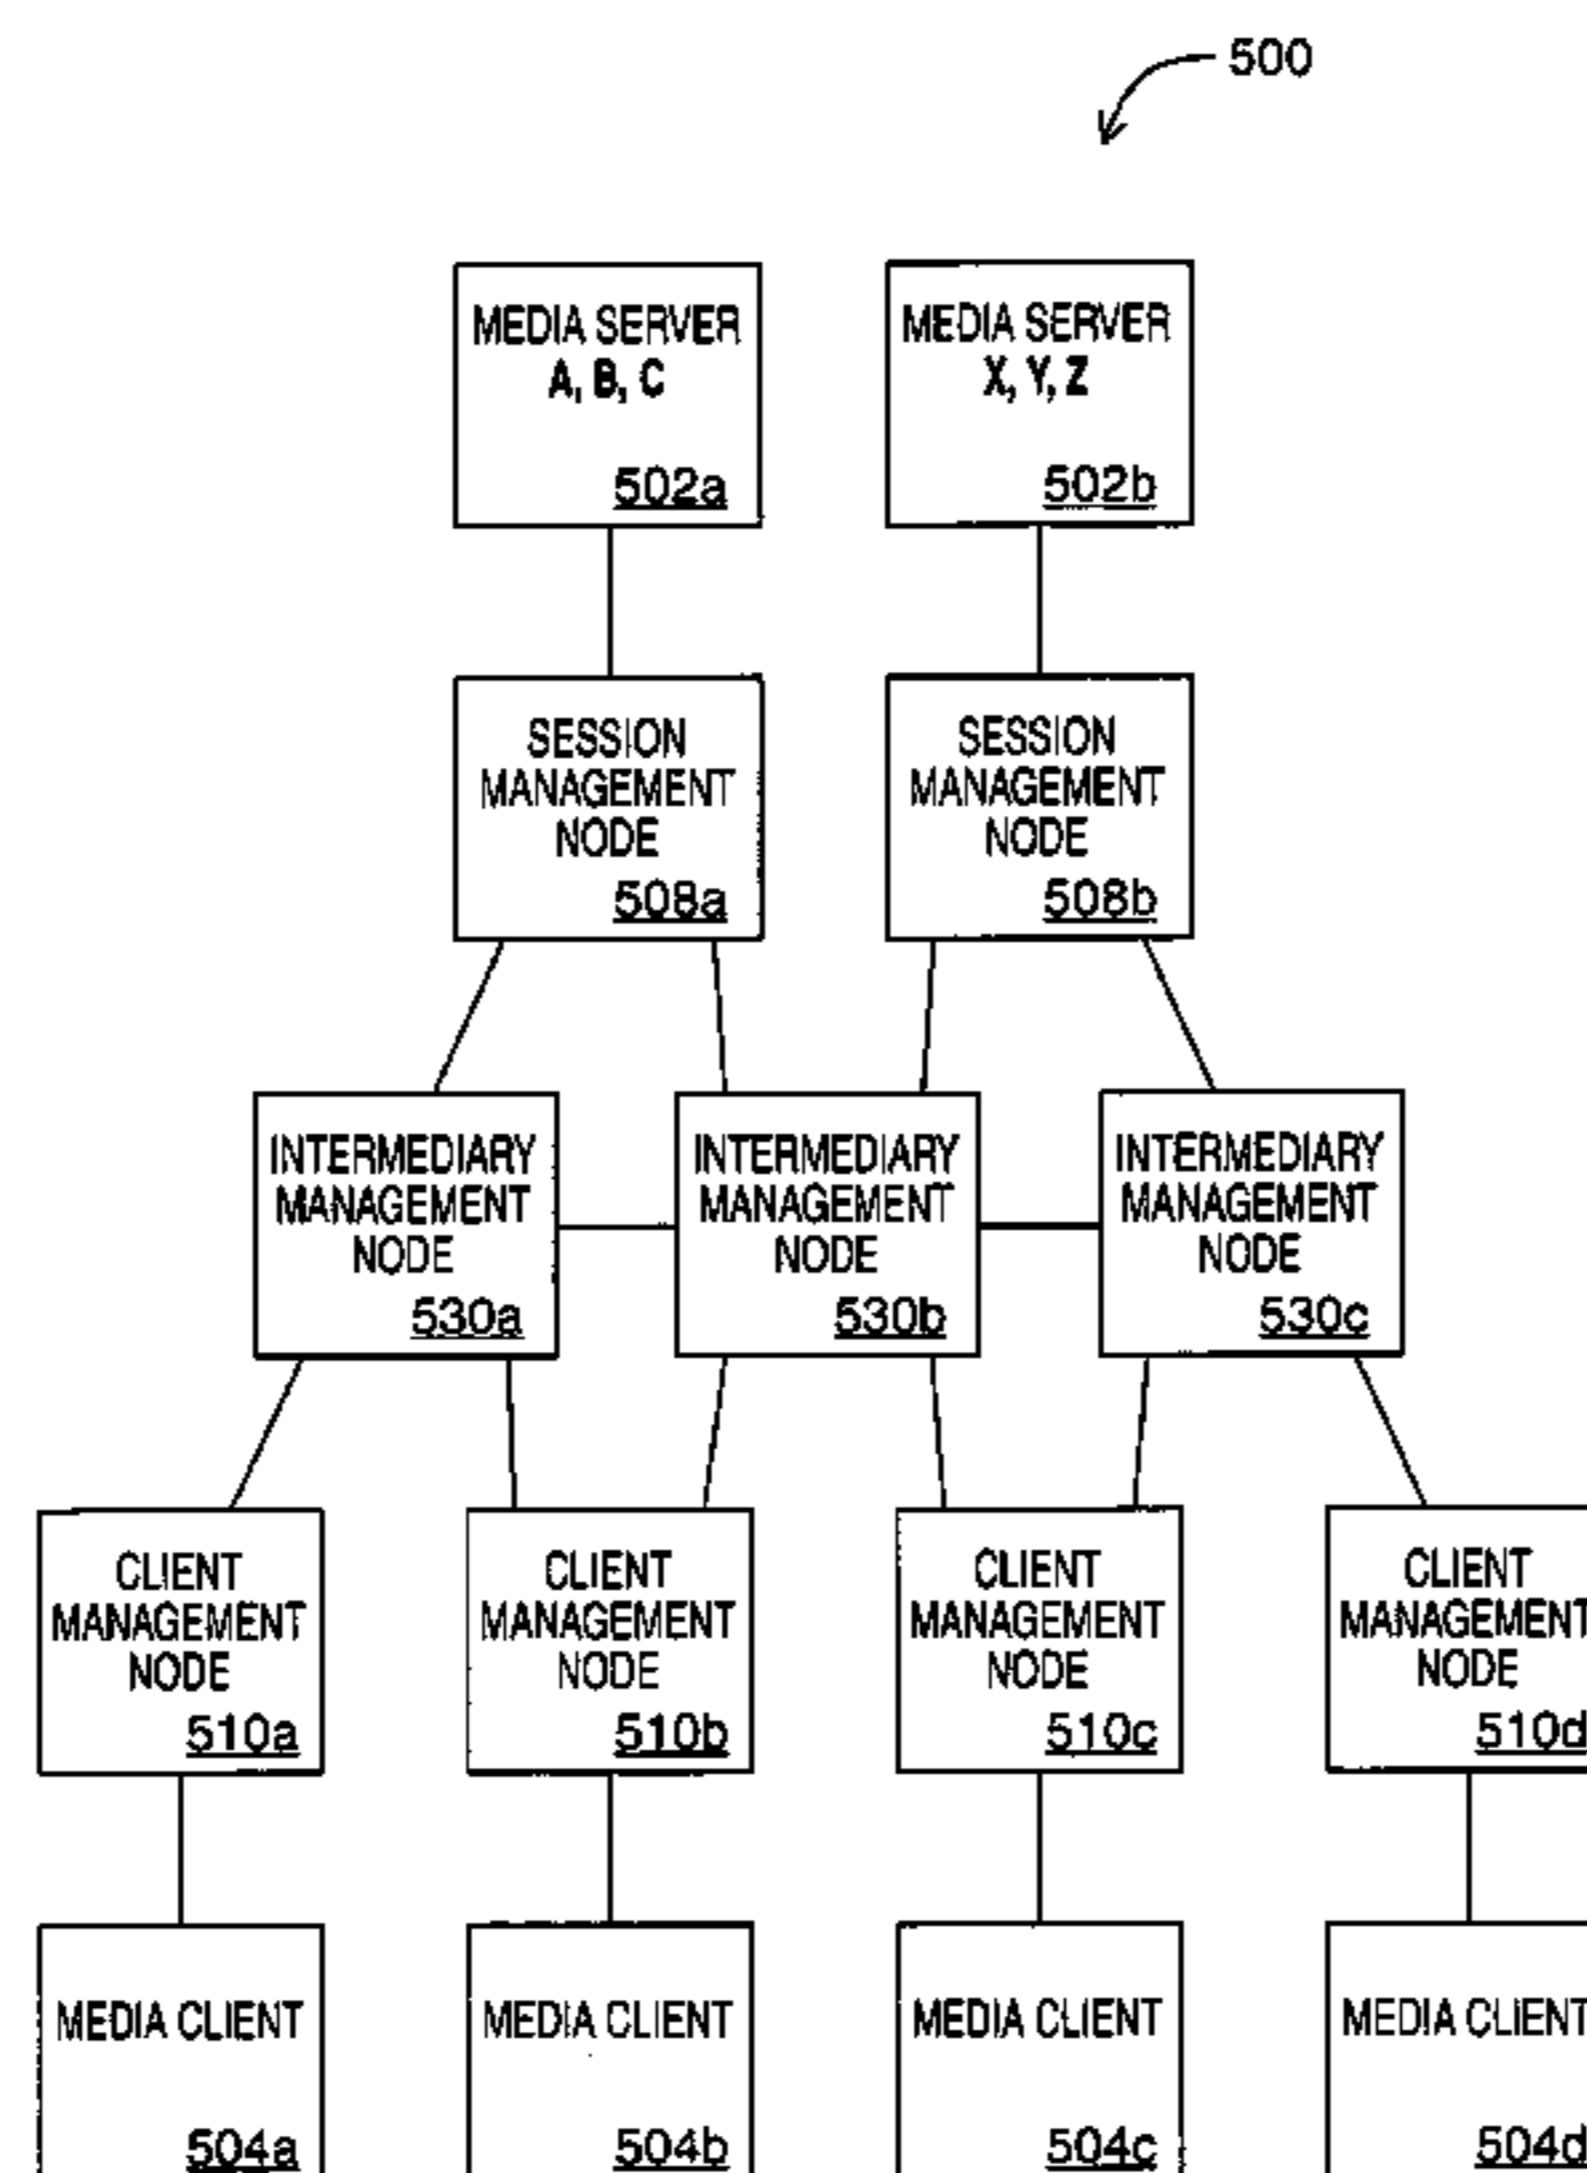 500
MEDIA SERVER
A, B, C
502a
MEDIA SERVER
X, Y, Z
502b
SESSION
MANAGEMENT
NODE
508a
SESSION
MANAGEMENT
NODE
508b
INTERMEDIARY
MANAGEMENT
NODE
530a
INTERMEDIARY
MANAGEMENT
NODE
530b
INTERMEDIARY
MANAGEMENT
NODE
530c
CLIENT
MANAGEMENT
NODE
510a
CLIENT
MANAGEMENT
NODE
510b
CLIENT
MANAGEMENT
NODE
510c
CLIENT
MANAGEMENT
NODE
510d
MEDIA CLIENT
504a
MEDIA CLIENT
504b
MEDIA CLIENT
504c
MEDIA CLIENT
504d